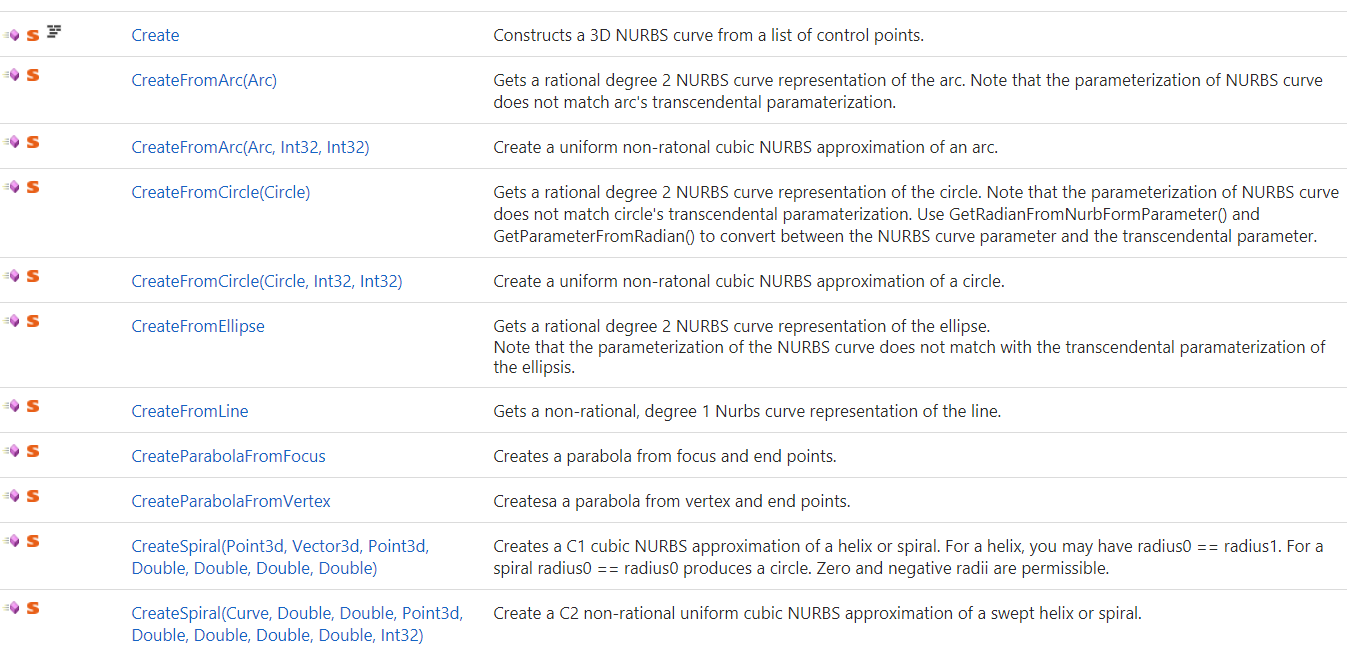 Create Constructs a 3D NURBS curve from a list of control points.
CreateFromArc(Arc) Gets a rational degree 2 NURBS curve representation of the arc. Note that the parameterization of NURBS curve
does not match arc's transcendental paramaterization.
CreateFromArc(Arc, Int32, Int32) Create a uniform non-ratonal cubic NURBS approximation of an arc.
CreateFromCircle(Circle) Gets a rational degree 2 NURBS curve representation of the circle. Note that the parameterization of NURBS curve
does not match circle's transcendental paramaterization. Use GetRadianFromNurbFormParameter() and
GetParameterFromRadian() to convert between the NURBS curve parameter and the transcendental parameter.
CreateFromCircle(Circle, Int32, Int32) Create a uniform non-ratonal cubic NURBS approximation of a circle.
CreateFromEllipse Gets a rational degree 2 NURBS curve representation of the ellipse.
Note that the parameterization of the NURBS curve does not match with the transcendental paramaterization of
the ellipsis.
CreateFromLine Gets a non-rational, degree 1 Nurbs curve representation of the line.
CreateParabolaFromFocus Creates a parabola from focus and end points.
CreateParabolaFromVertex Createsa a parabola from vertex and end points.
CreateSpiral(Point3d, Vector3d, Point3d, Creates a C1 cubic NURBS approximation of a helix or spiral. For a helix, you may have radius0 == radius1. For a
Double, Double, Double, Double) spiral radius0 == radius0 produces a circle. Zero and negative radii are permissible.
CreateSpiral(Curve, Double, Double, Point3d, Create a C2 non-rational uniform cubic NURBS approximation of a swept helix or spiral.
Double, Double, Double, Double, Int32)